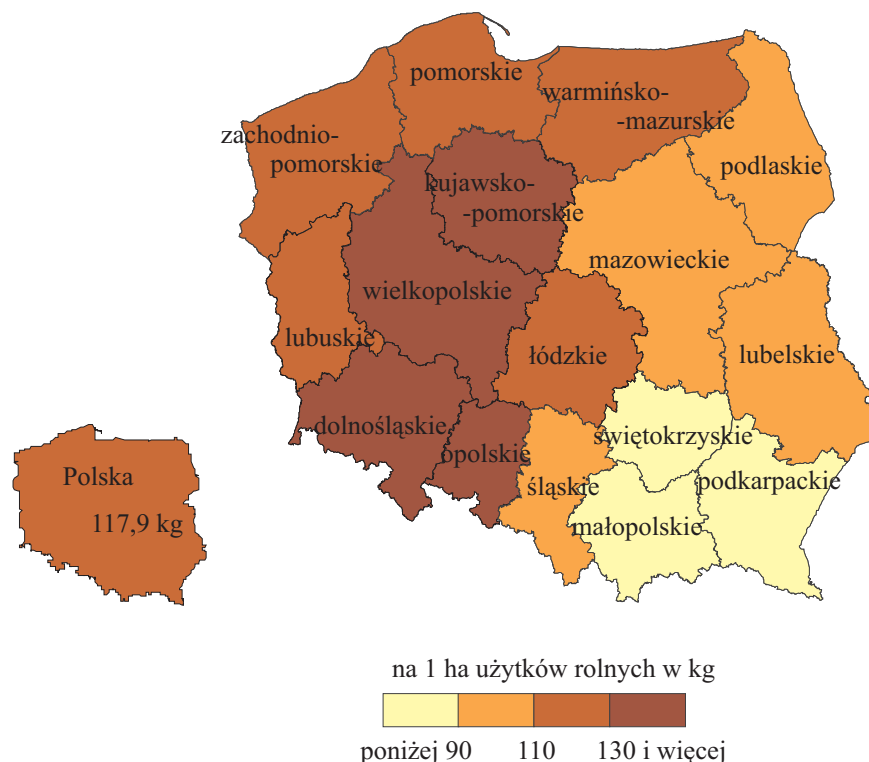 pomorskie
warmińsko-
-mazurskie
zachodnio-
pomorskie
podlaskie
kujawsko-
-pomorskie
mazowieckie
wielkopolskie
lubuskie
łódzkie
lubelskie
dolnośląskie
opolskie
świętokrzyskie
śląskie
podkarpackie
małopolskie
Polska
117,9 kg
na 1 ha użytków rolnych w kg
poniżej 90 110 130 i więcej